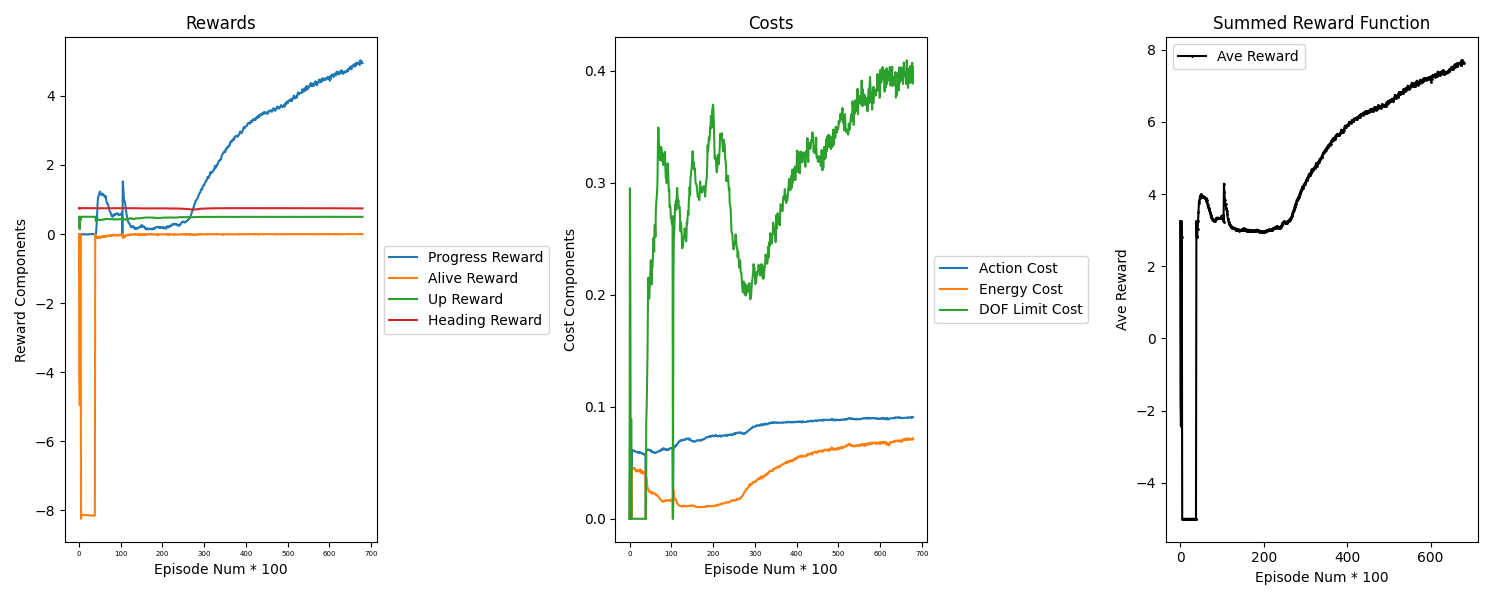 Rewards
Reward Components
4
2
0
−2
−4
−6
−8
0 100 200 300 400 500 600 700
Episode Num * 100
Progress Reward
Alive Reward
Up Reward
Heading Reward
Costs
Cost Components
0.4
0.3
0.2
0.1
0.0
0 100 200 300 400 500 600 700
Episode Num * 100
Action Cost
Energy Cost
DOF Limit Cost
Summed Reward Function
Ave Reward
Ave Reward
8
6
4
2
0
−2
−4
0 200 400 600
Episode Num * 100